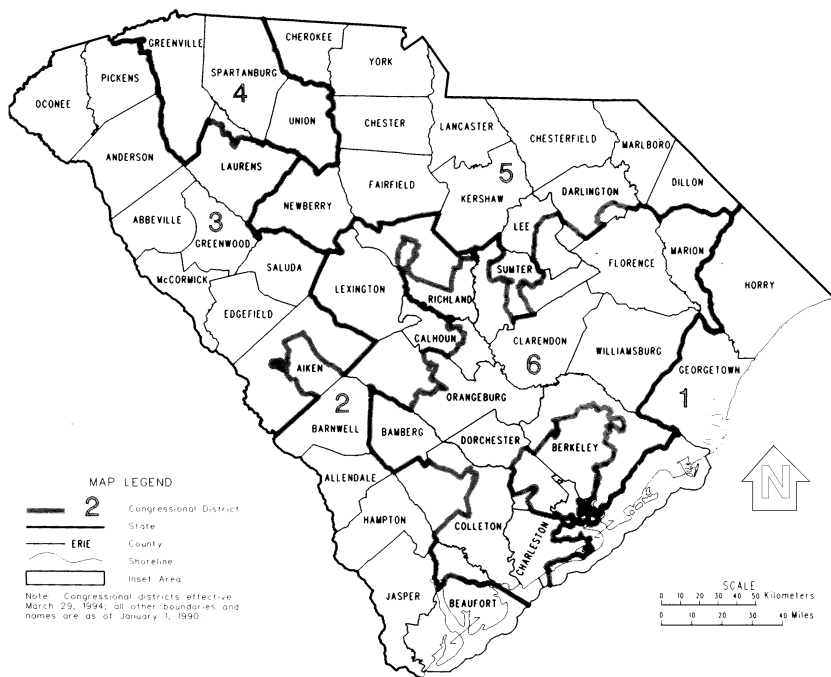 CHEROKEE
GREENVILLE
YORK
SPARTANBURG
PICKENS
4
OCONEE
UNION
CHESTER
LANCASTER
CHESTERFIELD
MARLBORO
ANDERSON
LAURENS
5
DILLON
FAIRFIELD
KERSHAW
DARLINGTON
NEWBERRY
ABBEVILLE
3
GREENWOOD
LEE
MARION
FLORENCE
SALUDA
SUMTER
McCORMICK
LEXINGTON
RICHLAND
HORRY
EDGEFIELD
CALHOUN
CLARENDON
WILLIAMSBURG
6
AIKEN
GEORGETOWN
2
ORANGEBURG
1
BARNWELL
BAMBERG
DORCHESTER
BERKELEY
ALLENDALE
HAMPTON
COLLETON
CHARLESTON
JASPER
BEAUFORT
N
MAP LEGEND
2 Congressional District
State
ERIE County
Shoreline
Inset Area
Note: Congressional districts effective
March 29, 1994; all other boundaries and
names are as of January 1, 1990.
SCALE
0 10 20 30 40 50 Kilometers
0 10 20 30 40 Miles